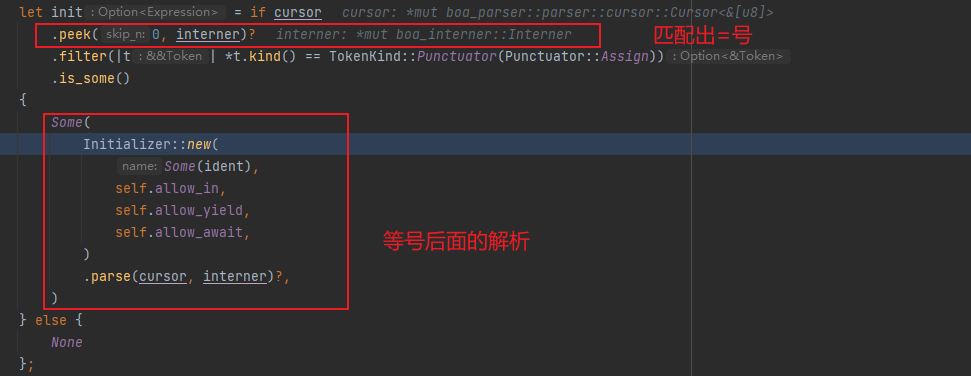 let init : Option<Expression> = if cursor cursor: *mut boa_parser::parser::cursor::Cursor<&[u8]>
.peek( skip_n: 0, interner)? interner: *mut boa_interner::Interner 匹配出=号
.filter(|t : &&Token | *t.kind() == TokenKind::Punctuator(Punctuator::Assign)) : Option<&Token>
.is_some()
{
Some(
Initializer::new(
name: Some(ident),
self.allow_in,
self.allow_yield,
self.allow_await, 等号后面的解析
)
.parse(cursor, interner)?,
)
} else {
None
};